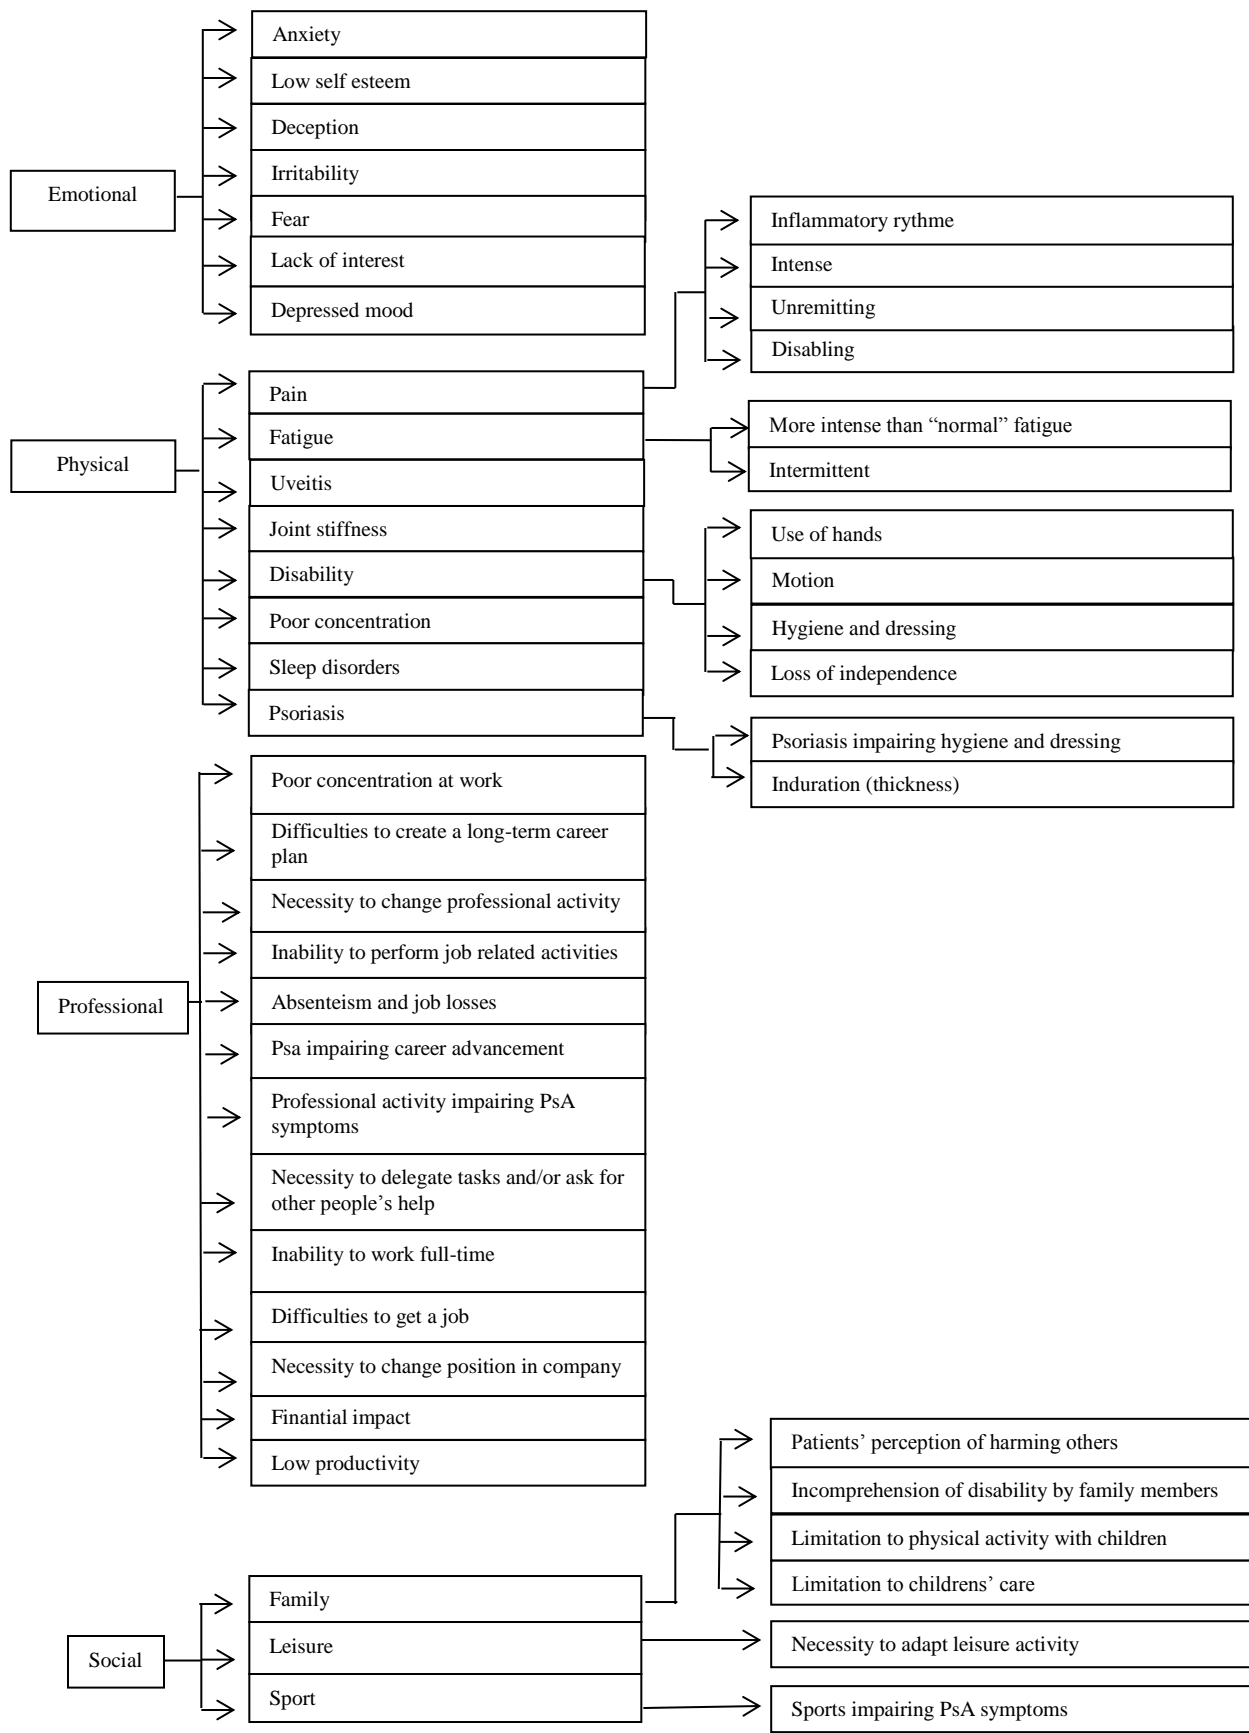 Emotional
Anxiety
Low self esteem
Deception
Irritability
Fear
Lack of interest
Depressed mood
Physical
Pain
Fatigue
Uveitis
Joint stiffness
Disability
Poor concentration
Sleep disorders
Psoriasis
Inflammatory rythme
Intense
Unremitting
Disabling
More intense than “normal” fatigue
Intermittent
Use of hands
Motion
Hygiene and dressing
Loss of independence
Psoriasis impairing hygiene and dressing
Induration (thickness)
Professional
Poor concentration at work
Difficulties to create a long-term career
plan
Necessity to change professional activity
Inability to perform job related activities
Absenteism and job losses
Psa impairing career advancement
Professional activity impairing PsA
symptoms
Necessity to delegate tasks and/or ask for
other people’s help
Inability to work full-time
Difficulties to get a job
Necessity to change position in company
Finantial impact
Low productivity
Social
Family
Leisure
Sport
Patients’ perception of harming others
Incomprehension of disability by family members
Limitation to physical activity with children
Limitation to childrens’ care
Necessity to adapt leisure activity
Sports impairing PsA symptoms